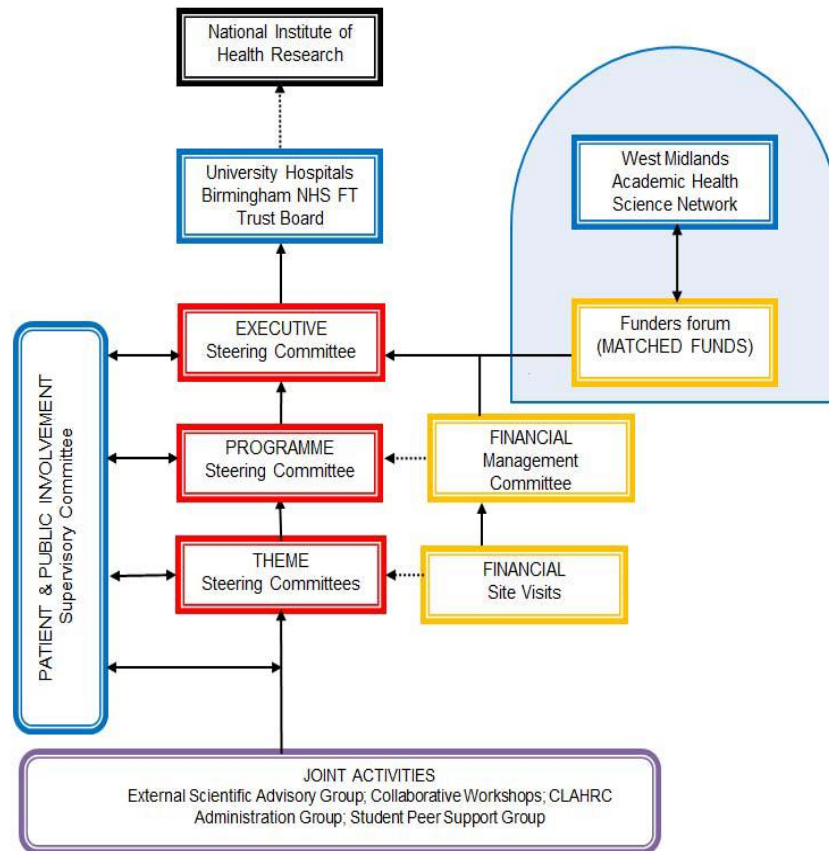 National Institute of
Health Research
University Hospitals
Birmingham NHS FT
Trust Board
West Midlands
Academic Health
Science Network
EXECUTIVE
Steering Committee
Funders forum
(MATCHED FUNDS)
PATIENT & PUBLIC INVOLVEMENT
Supervisory Committee
PROGRAMME
Steering Committee
FINANCIAL
Management
Committee
THEME
Steering Committees
FINANCIAL
Site Visits
JOINT ACTIVITIES
External Scientific Advisory Group; Collaborative Workshops; CLAHRC
Administration Group; Student Peer Support Group